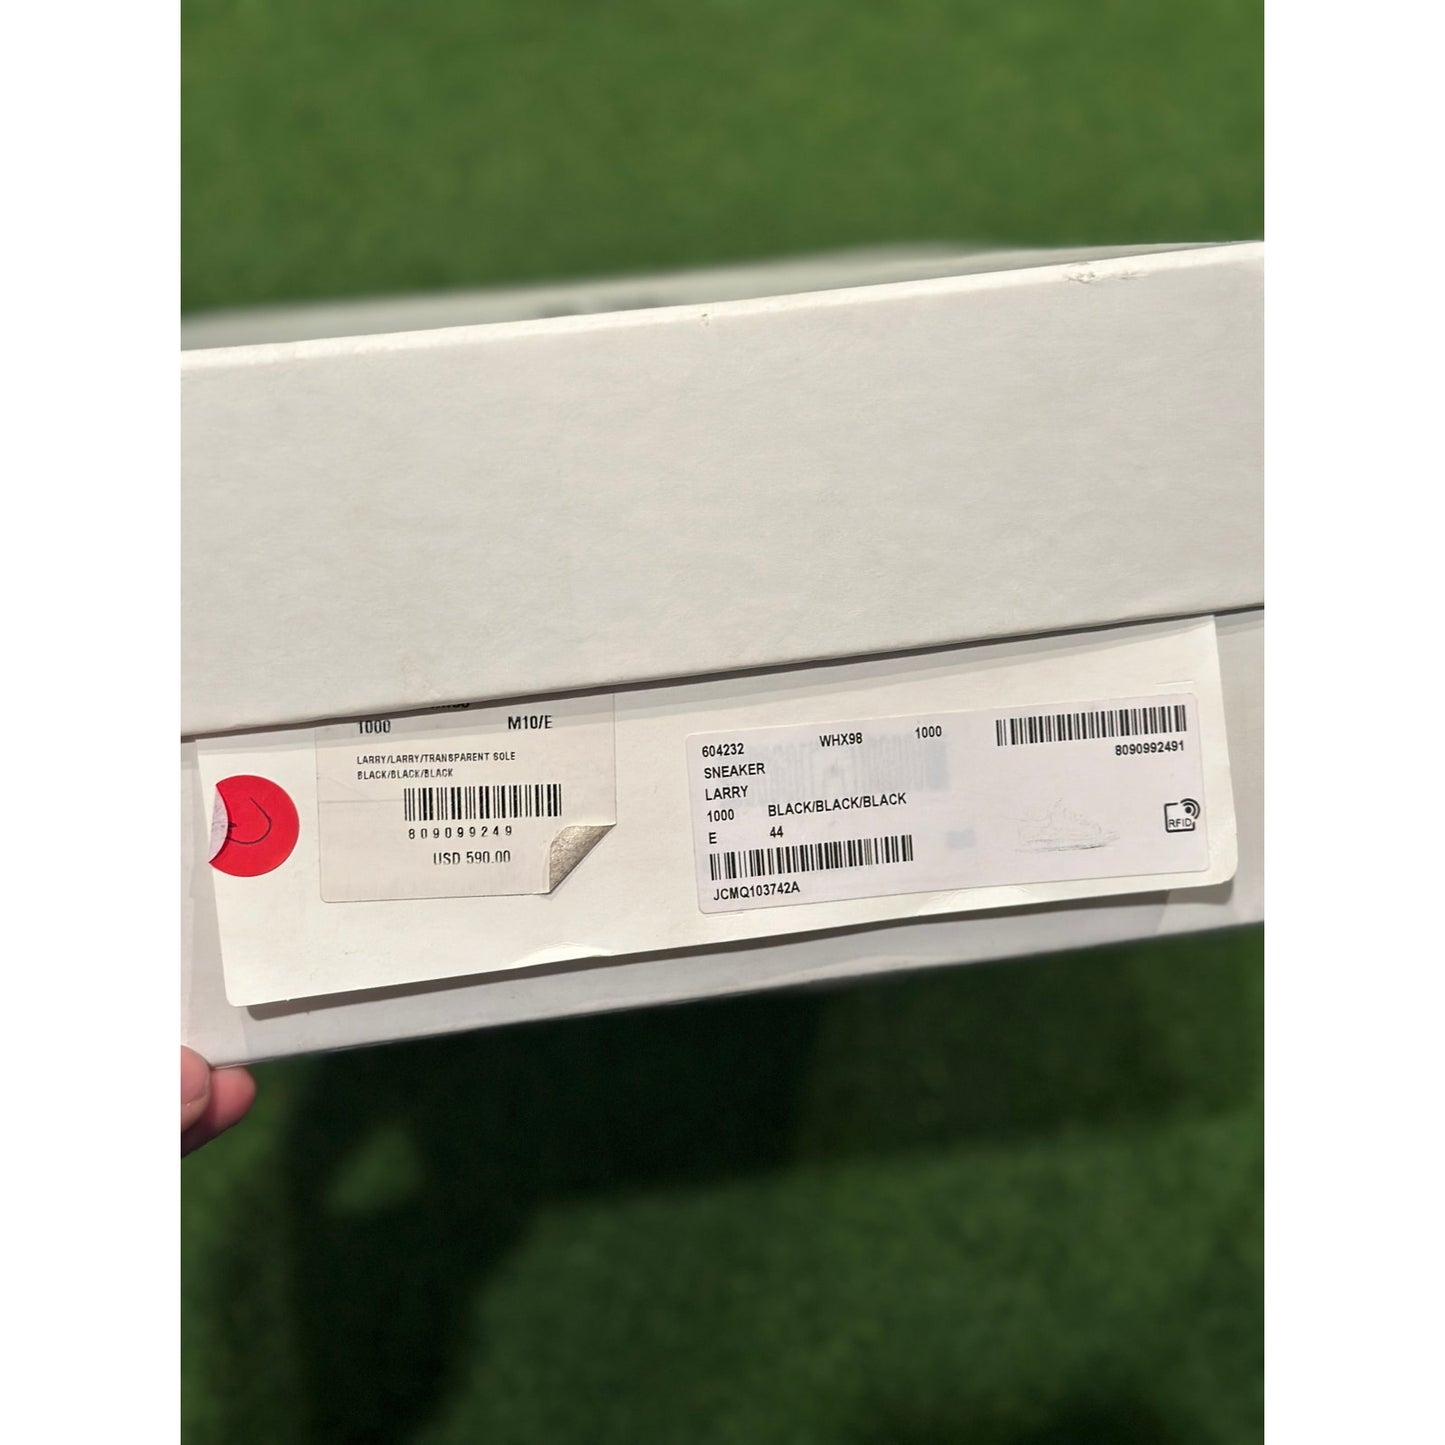 1000 M10/E
LARRY/LARRY/TRANSPARENT SOLE
BLACK/BLACK/BLACK
809099249
USD 590.00
604232 WHX98 1000
SNEAKER
LARRY
1000 BLACK/BLACK/BLACK
E 44
JCMQ103742A
8090992491
RFID